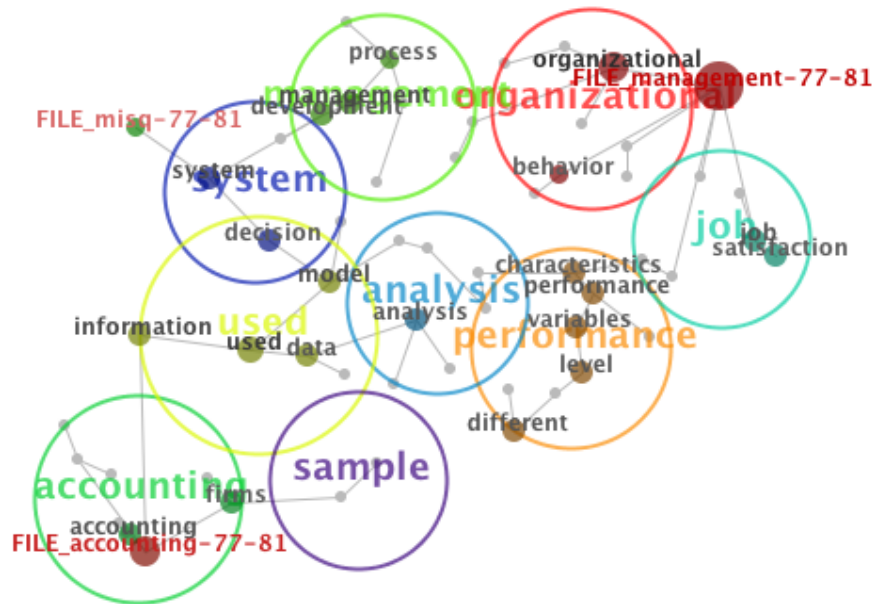 process
organizational
FILE_management-77-81
management
management
organizational
development
FILE_misq-77-81
behavior
system
system
job
job
decision
satisfaction
model
characteristics
analysis
performance
analysis
information
used
variables
performance
used
data
level
different
sample
accounting
firms
accounting
FILE_accounting-77-81